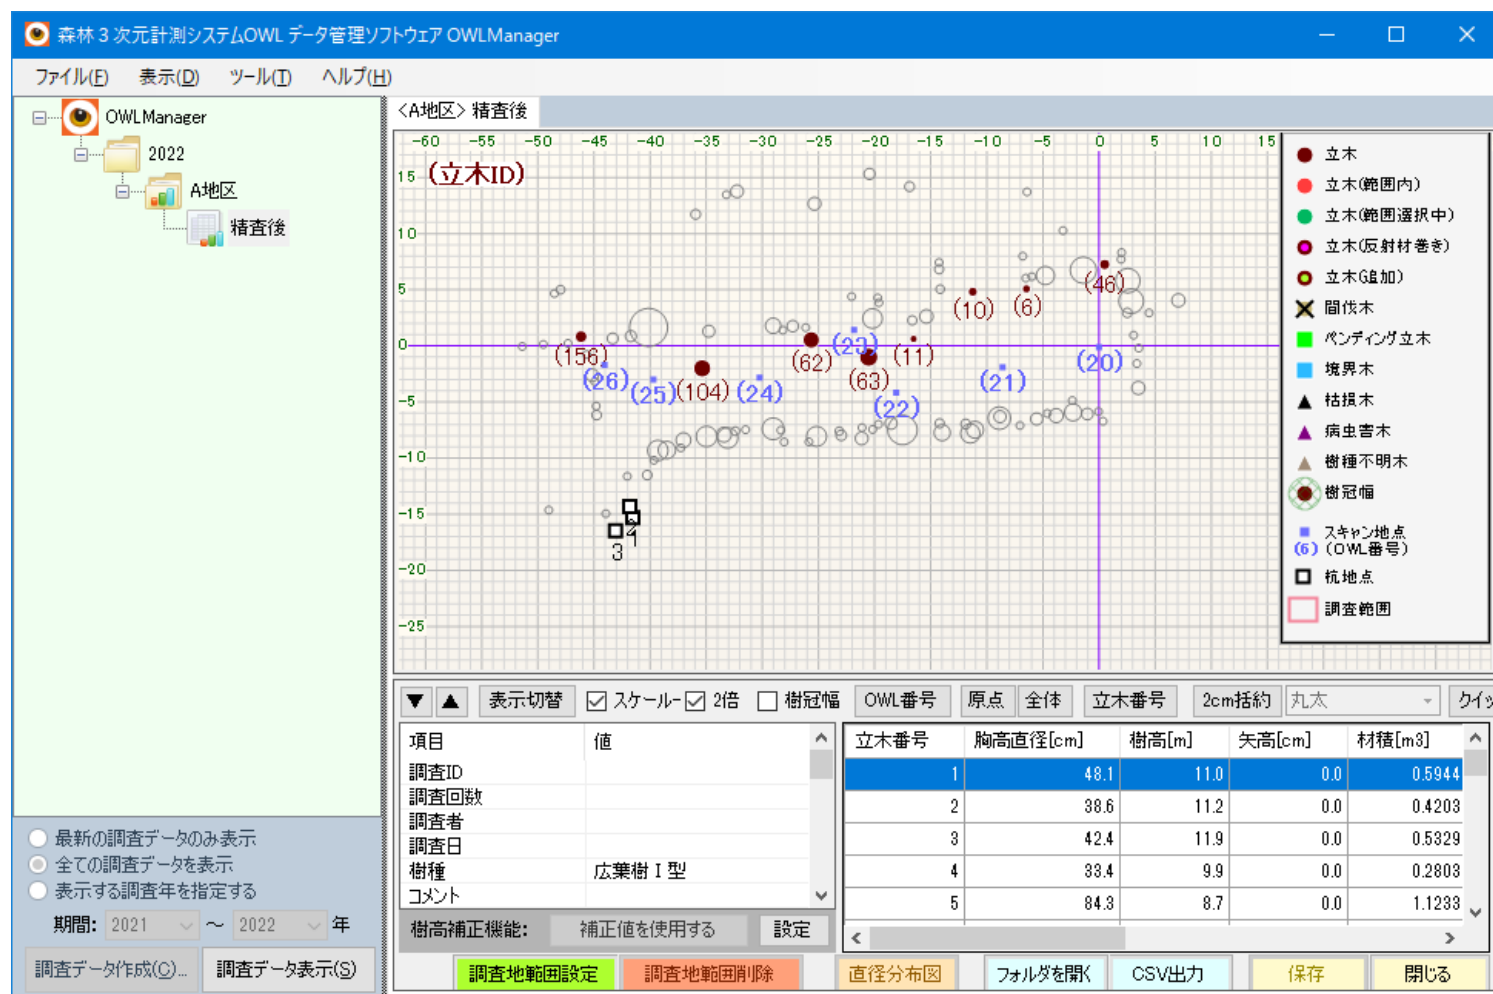 森林３次元計測システムOWL データ管理ソフトウェア OWLManager
ファイル(F) 表示(D) ツール(T) ヘルプ(H)
OWLManager
2022
A地区
精査後
<A地区> 精査後
-60 -55 -50 -45 -40 -35 -30 -25 -20 -15 -10 -5 0 5 10 15
(立木ID)
15
10
5
0
-5
-10
-15
-20
-25
(46)
(10) (6)
(156) (62) (23) (11) (20)
(26) (25) (104) (24) (63) (21)
(22)
2
1
3
立木
立木(範囲内)
立木(範囲選択中)
立木(反射材巻き)
立木(追加)
間伐木
ペンディング立木
境界木
枯損木
病虫害木
樹種不明木
樹冠幅
スキャン地点
(6) (OWL番号)
杭地点
調査範囲
▼ ▲ 表示切替 スケール- 2倍 樹冠幅 OWL番号 原点 全体 立木番号 2cm括約 丸太 クイッ
項目 値
調査ID
調査回数
調査者
調査日
樹種 広葉樹Ⅰ型
コメント
樹高補正機能: 補正値を使用する 設定
立木番号 胸高直径[cm] 樹高[m] 矢高[cm] 材積[m3]
1 48.1 11.0 0.0 0.5944
2 38.6 11.2 0.0 0.4203
3 42.4 11.9 0.0 0.5329
4 33.4 9.9 0.0 0.2803
5 84.3 8.7 0.0 1.1233
最新の調査データのみ表示
全ての調査データを表示
表示する調査年を指定する
期間: 2021 ～ 2022 年
調査データ作成(C)... 調査データ表示(S)
調査地範囲設定 調査地範囲削除 直径分布図 フォルダを開く CSV出力 保存 閉じる